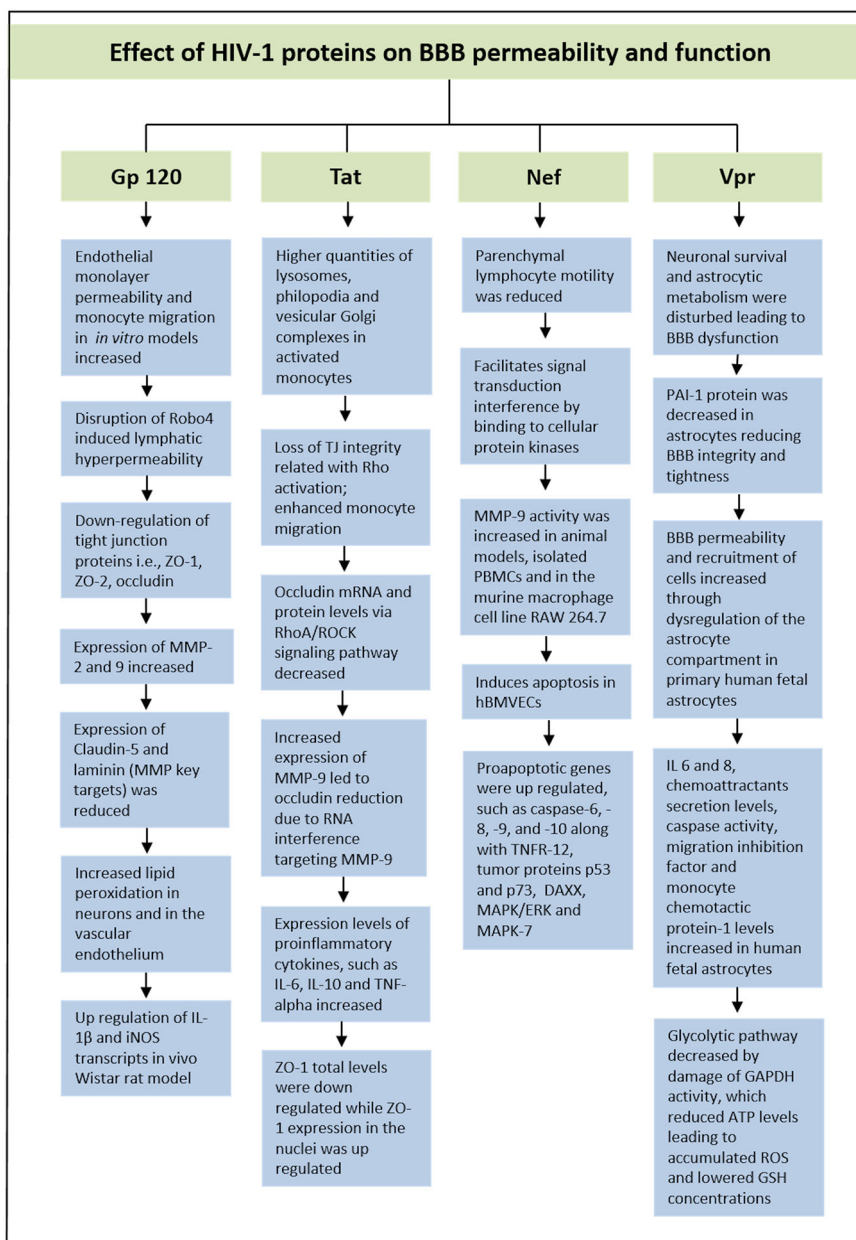 Effect of HIV-1 proteins on BBB permeability and function
Gp 120
Endothelial
monolayer
permeability and
monocyte migration
in in vitro models
increased
Disruption of Robo4
induced lymphatic
hyperpermeability
Down-regulation of
tight junction
proteins i.e., ZO-1,
ZO-2, occludin
Expression of MMP-
2 and 9 increased
Expression of
Claudin-5 and
laminin (MMP key
targets) was
reduced
Increased lipid
peroxidation in
neurons and in the
vascular
endothelium
Up regulation of IL-
1β and iNOS
transcripts in vivo
Wistar rat model
Tat
Higher quantities of
lysosomes,
philopodia and
vesicular Golgi
complexes in
activated
monocytes
Loss of TJ integrity
related with Rho
activation;
enhanced monocyte
migration
Occludin mRNA and
protein levels via
RhoA/ROCK
signaling pathway
decreased
Increased
expression of
MMP-9 led to
occludin reduction
due to RNA
interference
targeting MMP-9
Expression levels of
proinflammatory
cytokines, such as
IL-6, IL-10 and TNF-
alpha increased
ZO-1 total levels
were down
regulated while ZO-
1 expression in the
nuclei was up
regulated
Nef
Parenchymal
lymphocyte motility
was reduced
Facilitates signal
transduction
interference by
binding to cellular
protein kinases
MMP-9 activity was
increased in animal
models, isolated
PBMCs and in the
murine macrophage
cell line RAW 264.7
Induces apoptosis in
hBMVECs
Proapoptotic genes
were up regulated,
such as caspase-6, -
8, -9, and -10 along
with TNFR-12,
tumor proteins p53
and p73, DAXX,
MAPK/ERK and
MAPK-7
Vpr
Neuronal survival
and astrocytic
metabolism were
disturbed leading to
BBB dysfunction
PAI-1 protein was
decreased in
astrocytes reducing
BBB integrity and
tightness
BBB permeability
and recruitment of
cells increased
through
dysregulation of the
astrocyte
compartment in
primary human fetal
astrocytes
IL 6 and 8,
chemoattractants
secretion levels,
caspase activity,
migration inhibition
factor and
monocyte
chemotactic
protein-1 levels
increased in human
fetal astrocytes
Glycolytic pathway
decreased by
damage of GAPDH
activity, which
reduced ATP levels
leading to
accumulated ROS
and lowered GSH
concentrations